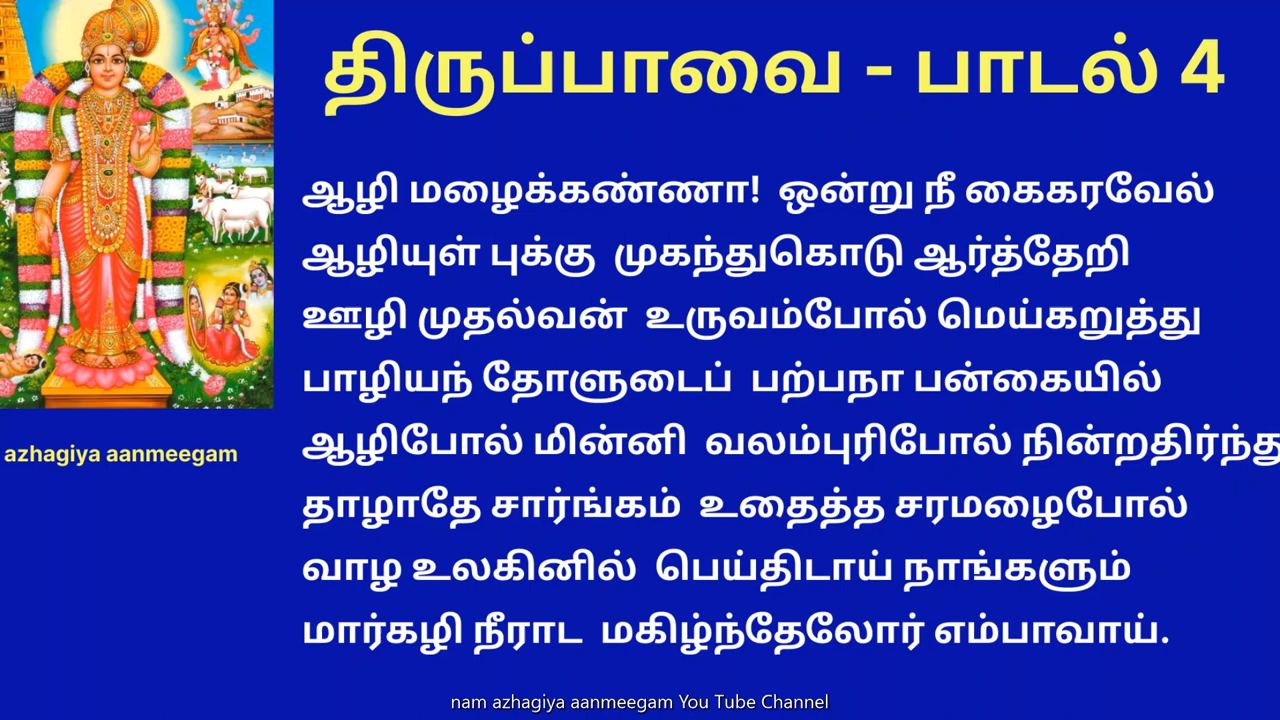 திருப்பாவை - பாடல் 4
ஆழி மழைக்கண்ணா! ஒன்று நீ கைகரவேல்
ஆழியுள் புக்கு முகந்துகொடு ஆர்த்தேறி
ஊழி முதல்வன் உருவம்போல் மெய்கறுத்து
பாழியந் தோளுடைப் பற்பநா பன்கையில்
ஆழிபோல் மின்னி வலம்புரிபோல் நின்றதிர்ந்து
தாழாதே சார்ங்கம் உதைத்த சரமழைபோல்
வாழ உலகினில் பெய்திடாய் நாங்களும்
மார்கழி நீராட மகிழ்ந்தேலோர் எம்பாவாய்.
azhagiya aanmeegam
nam azhagiya aanmeegam You Tube Channel